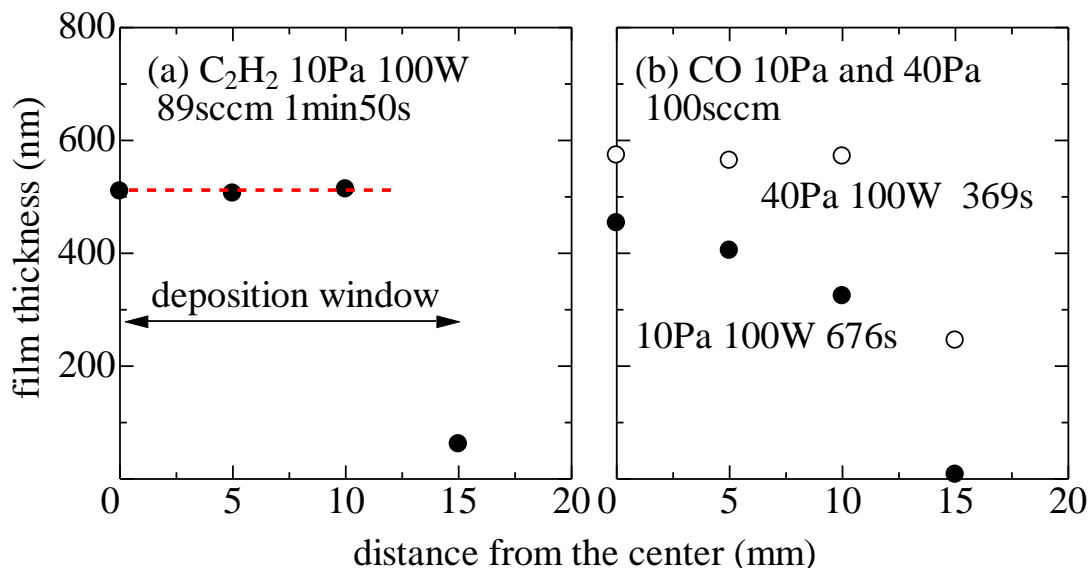 800
600
400
200
film thickness (nm)
(a) C₂H₂ 10Pa 100W
89sccm 1min50s
deposition window
(b) CO 10Pa and 40Pa
100sccm
40Pa 100W 369s
10Pa 100W 676s
0 5 10 15 20 0 5 10 15 20
distance from the center (mm)